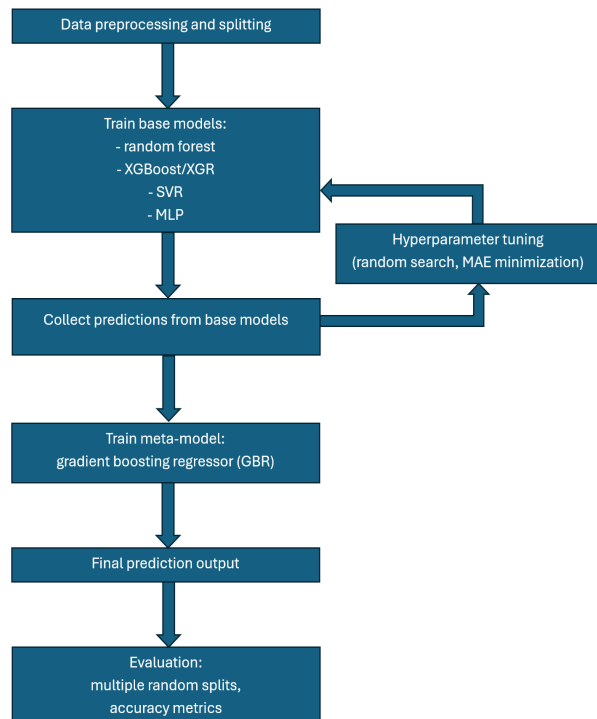 Data preprocessing and splitting
Train base models:
- random forest
- XGBoost/XGR
- SVR
- MLP
Hyperparameter tuning
(random search, MAE minimization)
Collect predictions from base models
Train meta-model:
gradient boosting regressor (GBR)
Final prediction output
Evaluation:
multiple random splits,
accuracy metrics